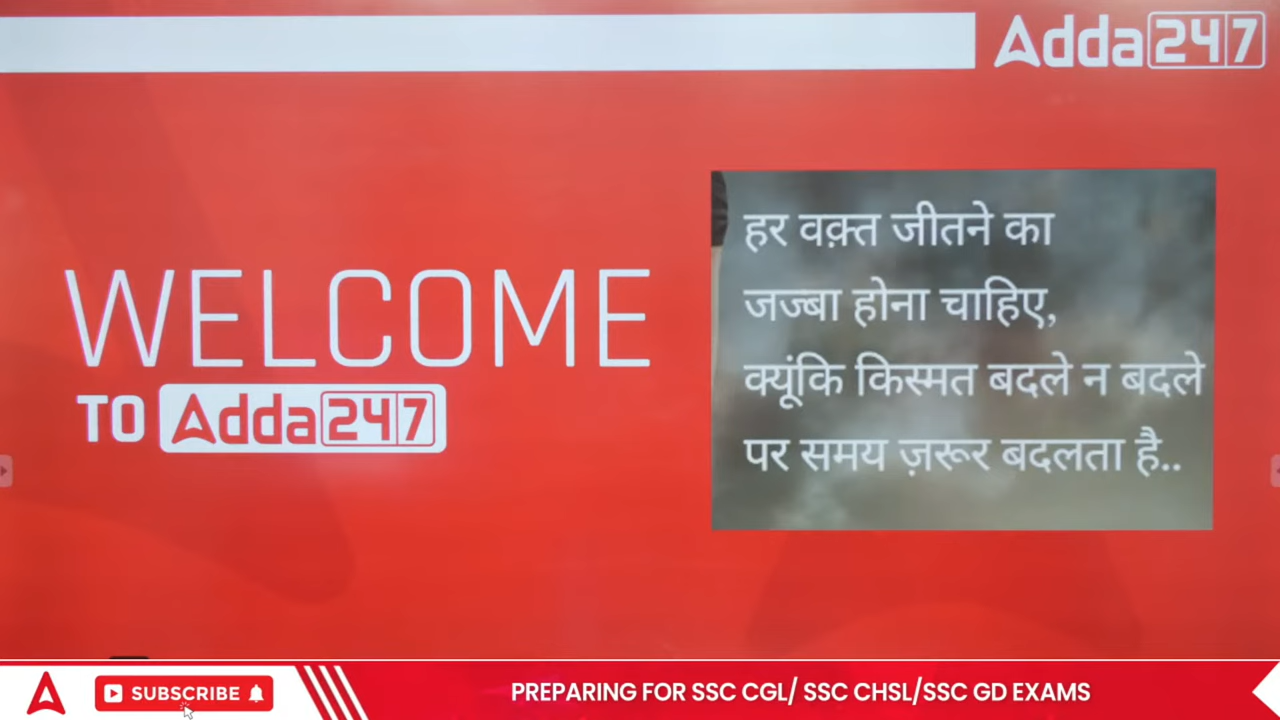 Adda247
WELCOME
TO Adda247
हर वक़्त जीतने का
जज्बा होना चाहिए,
क्यूंकि किस्मत बदले न बदले
पर समय ज़रूर बदलता है..
SUBSCRIBE
PREPARING FOR SSC CGL/ SSC CHSL/SSC GD EXAMS